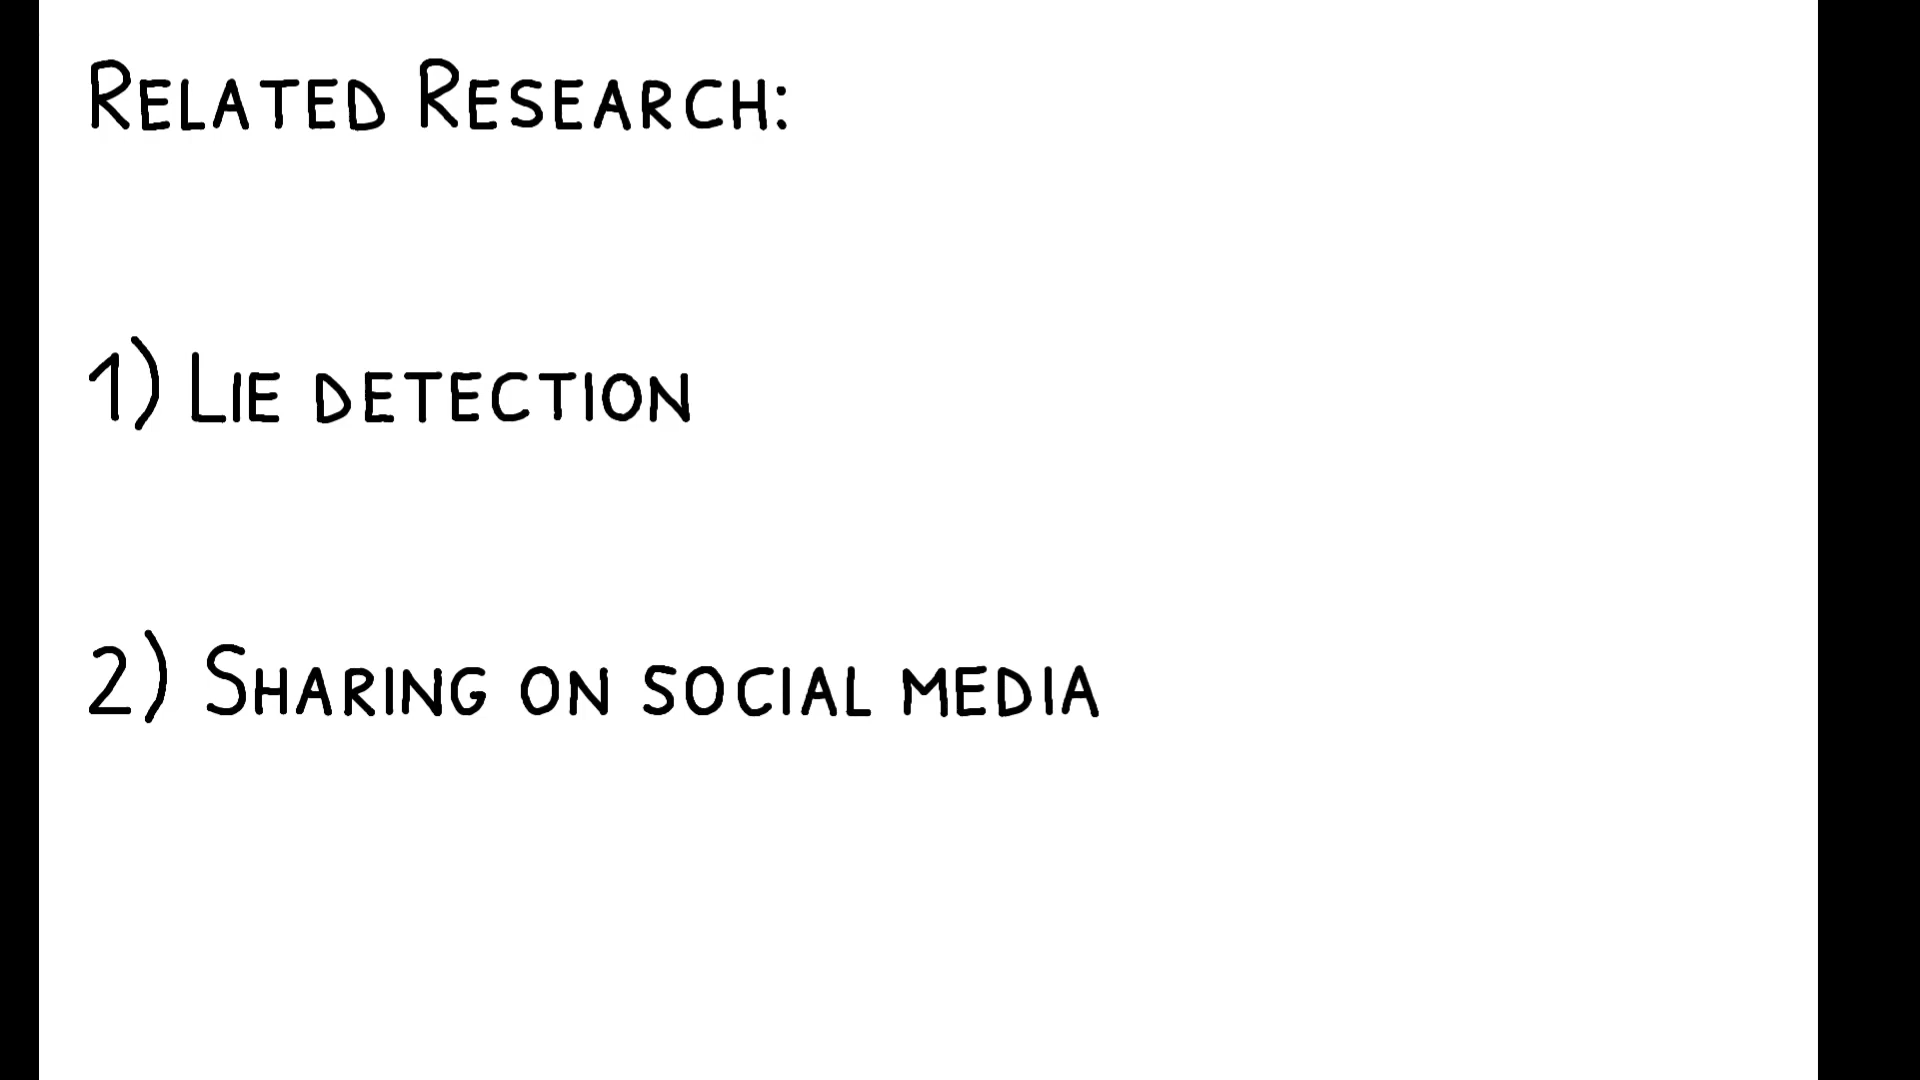 Related Research:
1) Lie detection
2) Sharing on social media